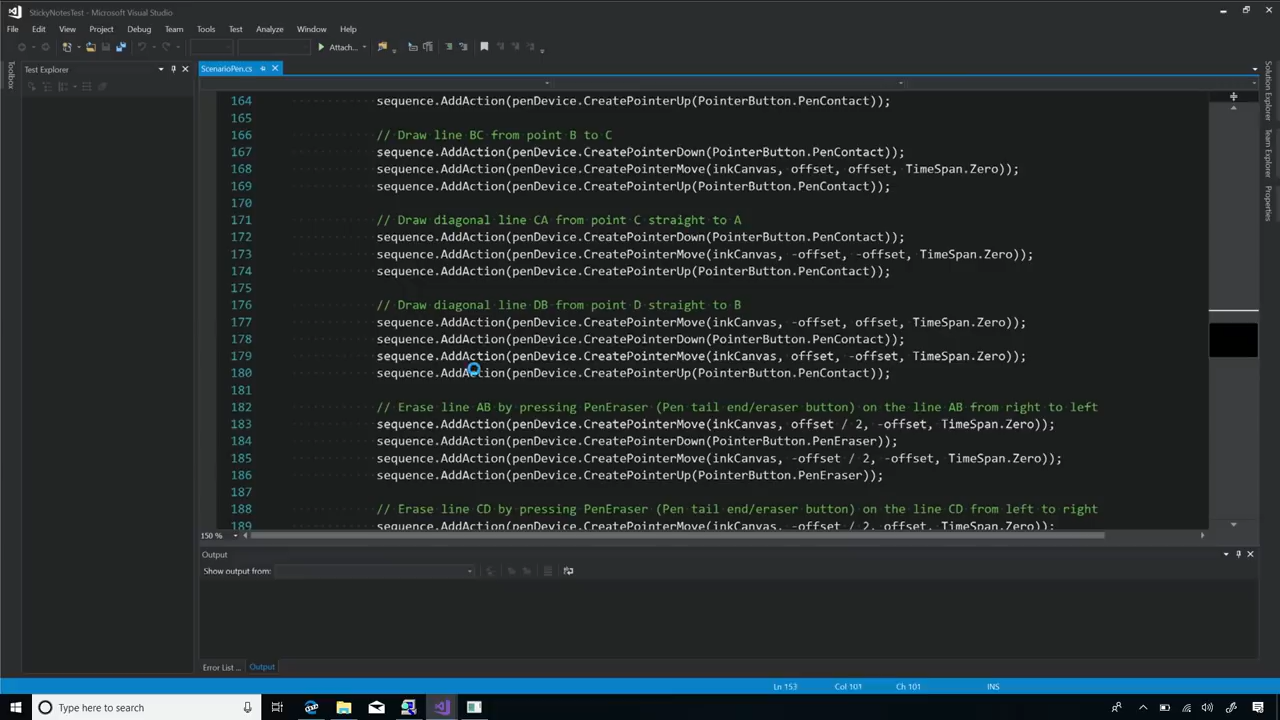 StickyNotesTest - Microsoft Visual Studio
File Edit View Project Debug Team Tools Test Analyze Window Help
Attach...
Toolbox
Test Explorer
ScenarioPen.cs
164 sequence.AddAction(penDevice.CreatePointerUp(PointerButton.PenContact));
165
166 // Draw line BC from point B to C
167 sequence.AddAction(penDevice.CreatePointerDown(PointerButton.PenContact));
168 sequence.AddAction(penDevice.CreatePointerMove(inkCanvas, offset, offset, TimeSpan.Zero));
169 sequence.AddAction(penDevice.CreatePointerUp(PointerButton.PenContact));
170
171 // Draw diagonal line CA from point C straight to A
172 sequence.AddAction(penDevice.CreatePointerDown(PointerButton.PenContact));
173 sequence.AddAction(penDevice.CreatePointerMove(inkCanvas, -offset, -offset, TimeSpan.Zero));
174 sequence.AddAction(penDevice.CreatePointerUp(PointerButton.PenContact));
175
176 // Draw diagonal line DB from point D straight to B
177 sequence.AddAction(penDevice.CreatePointerMove(inkCanvas, -offset, offset, TimeSpan.Zero));
178 sequence.AddAction(penDevice.CreatePointerDown(PointerButton.PenContact));
179 sequence.AddAction(penDevice.CreatePointerMove(inkCanvas, offset, -offset, TimeSpan.Zero));
180 sequence.AddAction(penDevice.CreatePointerUp(PointerButton.PenContact));
181
182 // Erase line AB by pressing PenEraser (Pen tail end/eraser button) on the line AB from right to left
183 sequence.AddAction(penDevice.CreatePointerMove(inkCanvas, offset / 2, -offset, TimeSpan.Zero));
184 sequence.AddAction(penDevice.CreatePointerDown(PointerButton.PenEraser));
185 sequence.AddAction(penDevice.CreatePointerMove(inkCanvas, -offset / 2, -offset, TimeSpan.Zero));
186 sequence.AddAction(penDevice.CreatePointerUp(PointerButton.PenEraser));
187
188 // Erase line CD by pressing PenEraser (Pen tail end/eraser button) on the line CD from left to right
189 sequence.AddAction(penDevice.CreatePointerMove(inkCanvas, -offset / 2, offset, TimeSpan.Zero));
150 %
Solution Explorer
Team Explorer
Properties
Output
Show output from:
Error List ... Output
Ln 153 Col 101 Ch 101 INS
Type here to search